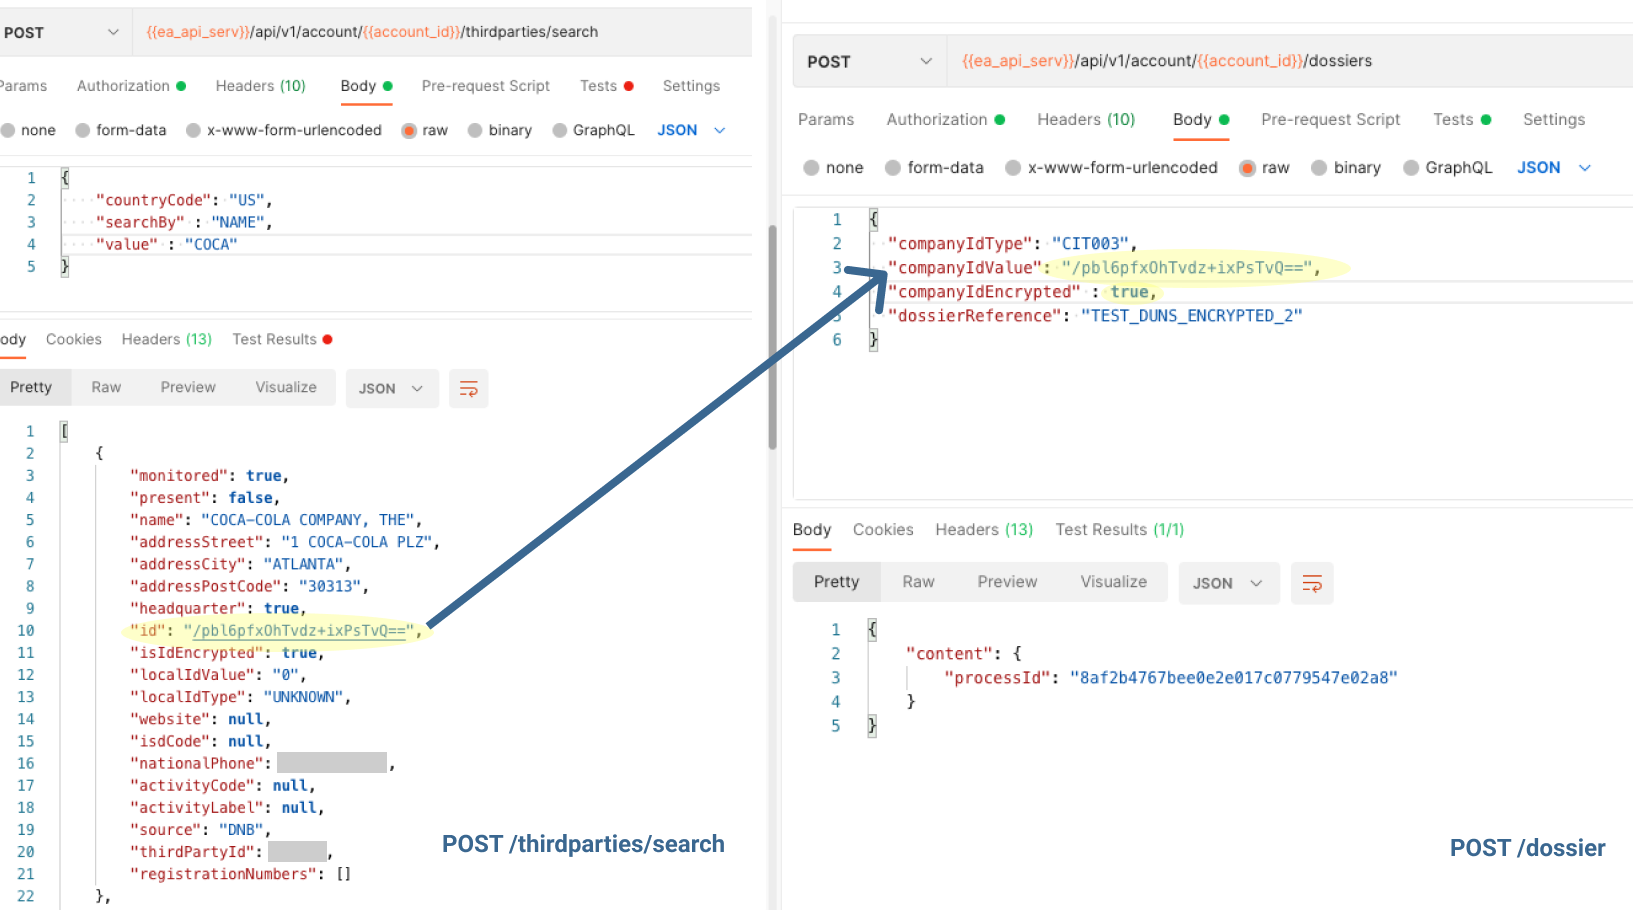 POST
{{ea_api_serv}}/api/v1/account/{{account_id}}/thirdparties/search
Params Authorization Headers (10) Body Pre-request Script Tests Settings
none form-data x-www-form-urlencoded raw binary GraphQL JSON
1 {
2 "countryCode": "US",
3 "searchBy" : "NAME",
4 "value" : "COCA"
5 }
ody Cookies Headers (13) Test Results
Pretty Raw Preview Visualize JSON
1 [
2 {
3 "monitored": true,
4 "present": false,
5 "name": "COCA-COLA COMPANY, THE",
6 "addressStreet": "1 COCA-COLA PLZ",
7 "addressCity": "ATLANTA",
8 "addressPostCode": "30313",
9 "headquarter": true,
10 "id": "/pbl6pfxOhTvdz+ixPsTvQ==",
11 "isIdEncrypted": true,
12 "localIdValue": "0",
13 "localIdType": "UNKNOWN",
14 "website": null,
15 "isdCode": null,
16 "nationalPhone": ,
17 "activityCode": null,
18 "activityLabel": null,
19 "source": "DNB",
20 "thirdPartyId": ,
21 "registrationNumbers": []
22 },
POST /thirdparties/search
POST
{{ea_api_serv}}/api/v1/account/{{account_id}}/dossiers
Params Authorization Headers (10) Body Pre-request Script Tests Settings
none form-data x-www-form-urlencoded raw binary GraphQL JSON
1 {
2 "companyIdType": "CIT003",
3 "companyIdValue": "/pbl6pfxOhTvdz+ixPsTvQ==",
4 "companyIdEncrypted" : true,
5 "dossierReference": "TEST_DUNS_ENCRYPTED_2"
6 }
Body Cookies Headers (13) Test Results (1/1)
Pretty Raw Preview Visualize JSON
1 {
2 "content": {
3 "processId": "8af2b4767bee0e2e017c0779547e02a8"
4 }
5 }
POST /dossier